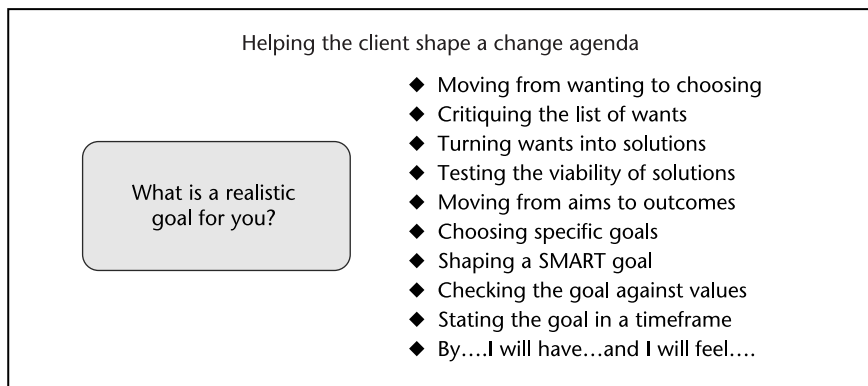 Helping the client shape a change agenda
What is a realistic
goal for you?
◆ Moving from wanting to choosing
◆ Critiquing the list of wants
◆ Turning wants into solutions
◆ Testing the viability of solutions
◆ Moving from aims to outcomes
◆ Choosing specific goals
◆ Shaping a SMART goal
◆ Checking the goal against values
◆ Stating the goal in a timeframe
◆ By....I will have...and I will feel....